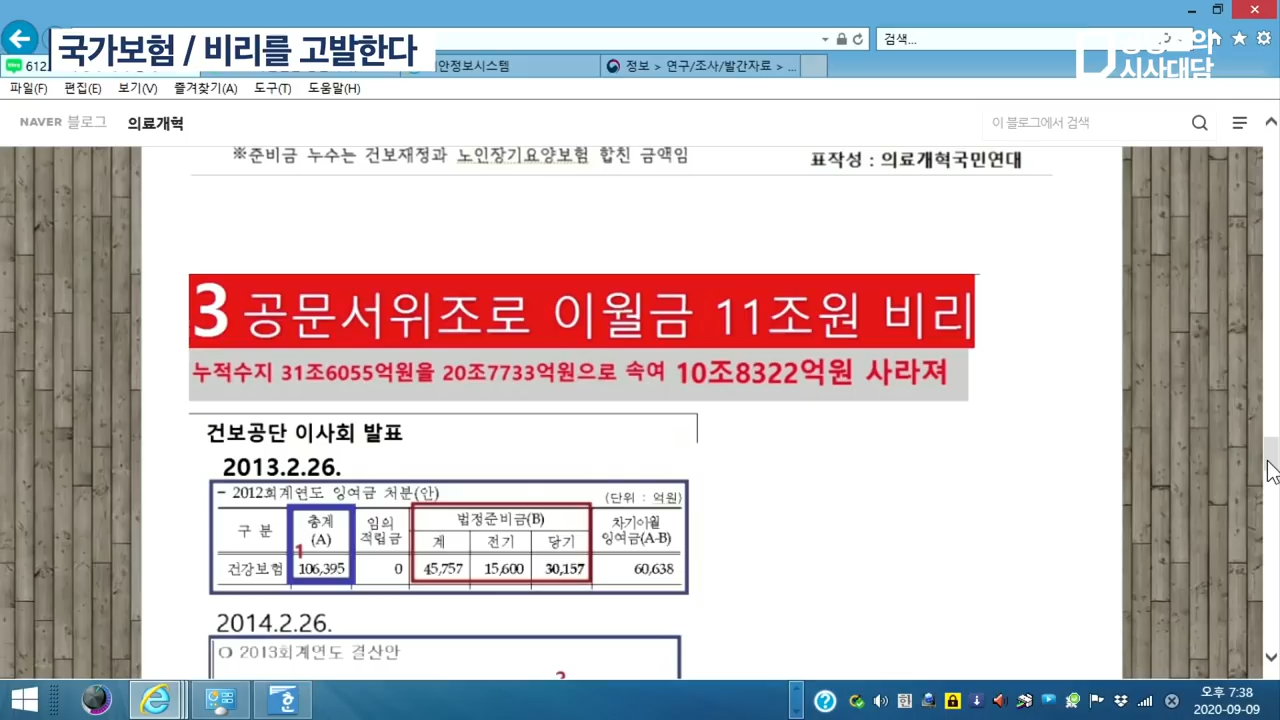 국가보험 / 비리를 고발한다
시사대담
검색...
612
안정보시스템
정보 > 연구/조사/발간자료 > ...
파일(F) 편집(E) 보기(V) 즐겨찾기(A) 도구(T) 도움말(H)
NAVER 블로그 의료개혁
이 블로그에서 검색
※준비금 누수는 건보재정과 노인장기요양보험 합친 금액임
표작성 : 의료개혁국민연대
3 공문서위조로 이월금 11조원 비리
누적수지 31조6055억원을 20조7733억원으로 속여 10조8322억원 사라져
건보공단 이사회 발표
2013.2.26.
- 2012회계연도 잉여금 처분(안) (단위 : 억원)
구 분 총계 (A) 임의 적립금 법정준비금(B) 차기이월 잉여금(A-B)
계 전기 당기
1
건강보험 106,395 0 45,757 15,600 30,157 60,638
2014.2.26.
○ 2013회계연도 결산안
오후 7:38
2020-09-09